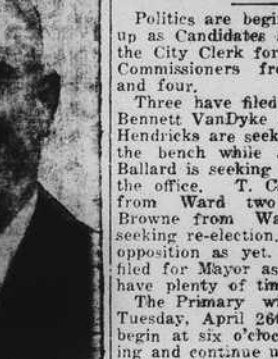 Politics are begi
up as Candidates
the City Clerk for
Commissioners fr
and four.
Three have filed
Bennett VanDyke
Hendricks are seek
the bench while
Ballard is seeking
the office. T. C
from Ward two
Browne from Wa
seeking re-election.
opposition as yet.
filed for Mayor as
have plenty of tim
The Primary w
Tuesday, April 26
begin at six o'cloc
ing and continue u